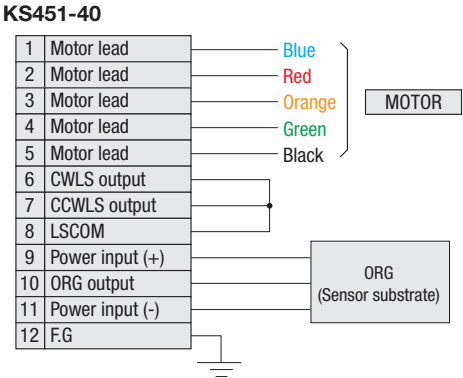 KS451-40
1 Motor lead Blue
2 Motor lead Red
3 Motor lead Orange
4 Motor lead Green
5 Motor lead Black
MOTOR
6 CWLS output
7 CCWLS output
8 LSCOM
9 Power input (+)
10 ORG output
11 Power input (-)
12 F.G
ORG
(Sensor substrate)